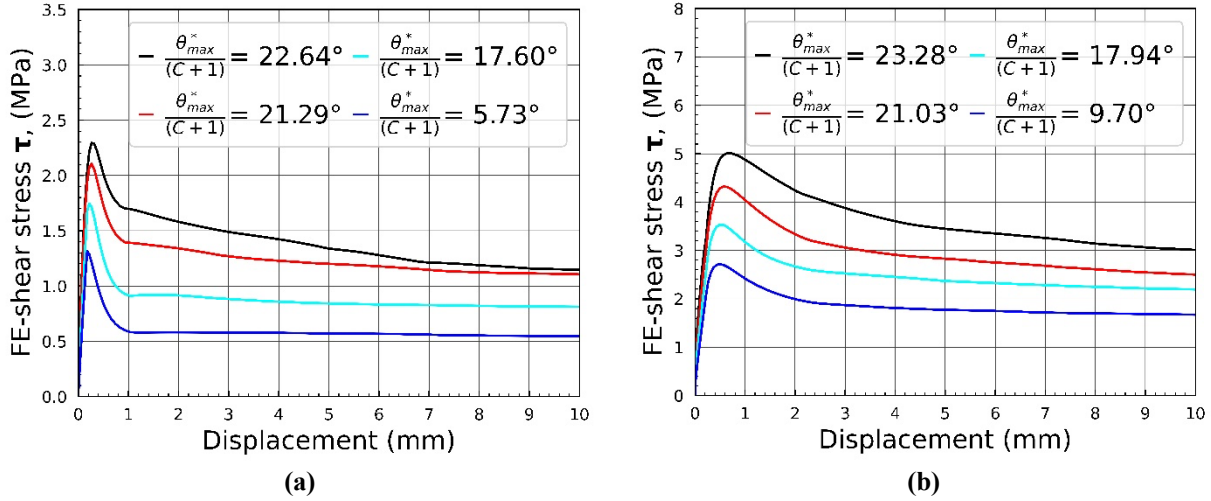 3.5
3.0
2.5
2.0
1.5
1.0
0.5
0.0
FE-shear stress τ, (MPa)
θ*max/(C+1) = 22.64° θ*max/(C+1) = 17.60°
θ*max/(C+1) = 21.29° θ*max/(C+1) = 5.73°
0 1 2 3 4 5 6 7 8 9 10
Displacement (mm)
(a)
8
7
6
5
4
3
2
1
0
FE-shear stress τ, (MPa)
θ*max/(C+1) = 23.28° θ*max/(C+1) = 17.94°
θ*max/(C+1) = 21.03° θ*max/(C+1) = 9.70°
0 1 2 3 4 5 6 7 8 9 10
Displacement (mm)
(b)